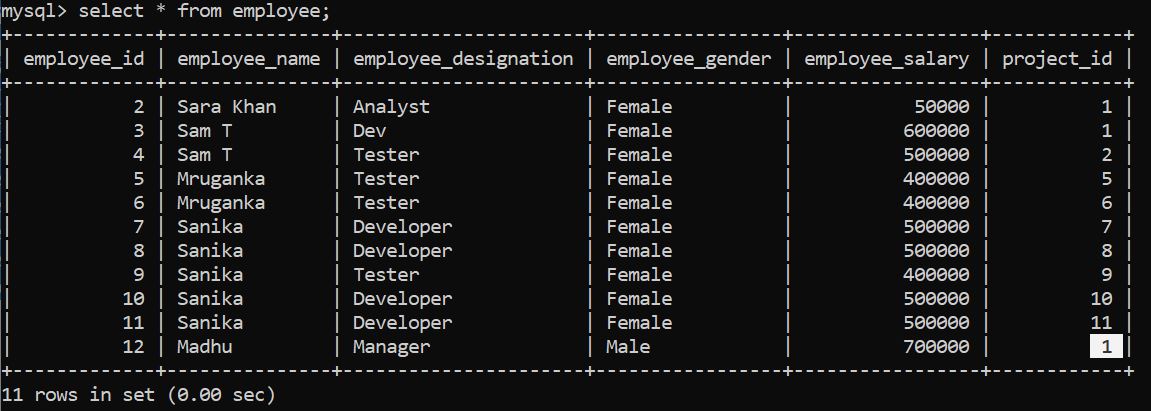 mysql> select * from employee;
+-------------+---------------+----------------------+-----------------+-----------------+------------+
| employee_id | employee_name | employee_designation | employee_gender | employee_salary | project_id |
+-------------+---------------+----------------------+-----------------+-----------------+------------+
|           2 | Sara Khan     | Analyst              | Female          |           50000 |          1 |
|           3 | Sam T         | Dev                  | Female          |          600000 |          1 |
|           4 | Sam T         | Tester               | Female          |          500000 |          2 |
|           5 | Mruganka      | Tester               | Female          |          400000 |          5 |
|           6 | Mruganka      | Tester               | Female          |          400000 |          6 |
|           7 | Sanika        | Developer            | Female          |          500000 |          7 |
|           8 | Sanika        | Developer            | Female          |          500000 |          8 |
|           9 | Sanika        | Tester               | Female          |          400000 |          9 |
|          10 | Sanika        | Developer            | Female          |          500000 |         10 |
|          11 | Sanika        | Developer            | Female          |          500000 |         11 |
|          12 | Madhu         | Manager              | Male            |          700000 |          1 |
+-------------+---------------+----------------------+-----------------+-----------------+------------+
11 rows in set (0.00 sec)